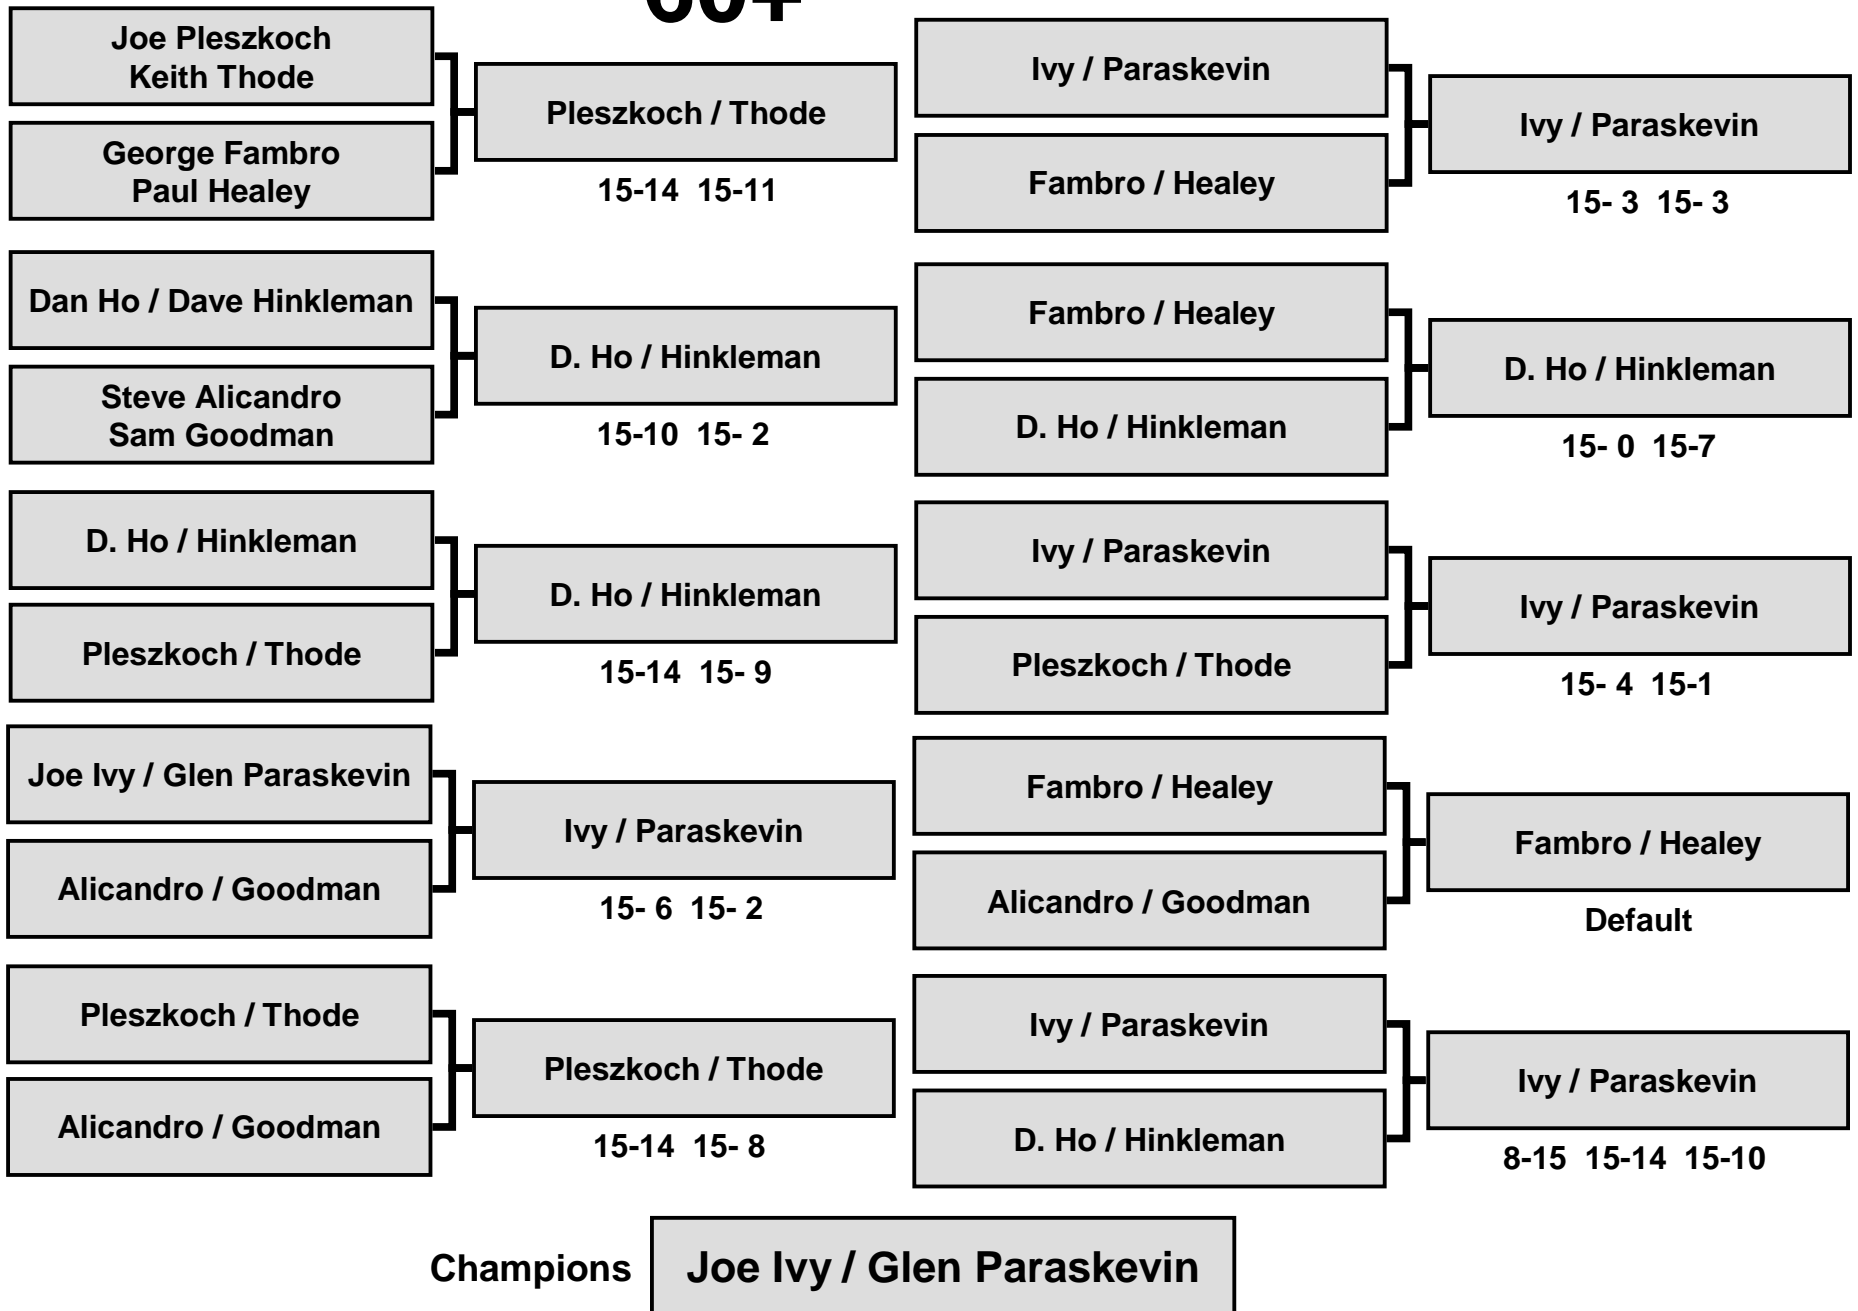 60+
Joe Pleszkoch
Keith Thode
George Fambro
Paul Healey
Pleszkoch / Thode
15-14 15-11
Dan Ho / Dave Hinkleman
Steve Alicandro
Sam Goodman
D. Ho / Hinkleman
15-10 15- 2
D. Ho / Hinkleman
Pleszkoch / Thode
D. Ho / Hinkleman
15-14 15- 9
Joe Ivy / Glen Paraskevin
Alicandro / Goodman
Ivy / Paraskevin
15- 6 15- 2
Pleszkoch / Thode
Alicandro / Goodman
Pleszkoch / Thode
15-14 15- 8
Ivy / Paraskevin
Fambro / Healey
Ivy / Paraskevin
15- 3 15- 3
Fambro / Healey
D. Ho / Hinkleman
D. Ho / Hinkleman
15- 0 15-7
Ivy / Paraskevin
Pleszkoch / Thode
Ivy / Paraskevin
15- 4 15-1
Fambro / Healey
Alicandro / Goodman
Fambro / Healey
Default
Ivy / Paraskevin
D. Ho / Hinkleman
Ivy / Paraskevin
8-15 15-14 15-10
Champions
Joe Ivy / Glen Paraskevin